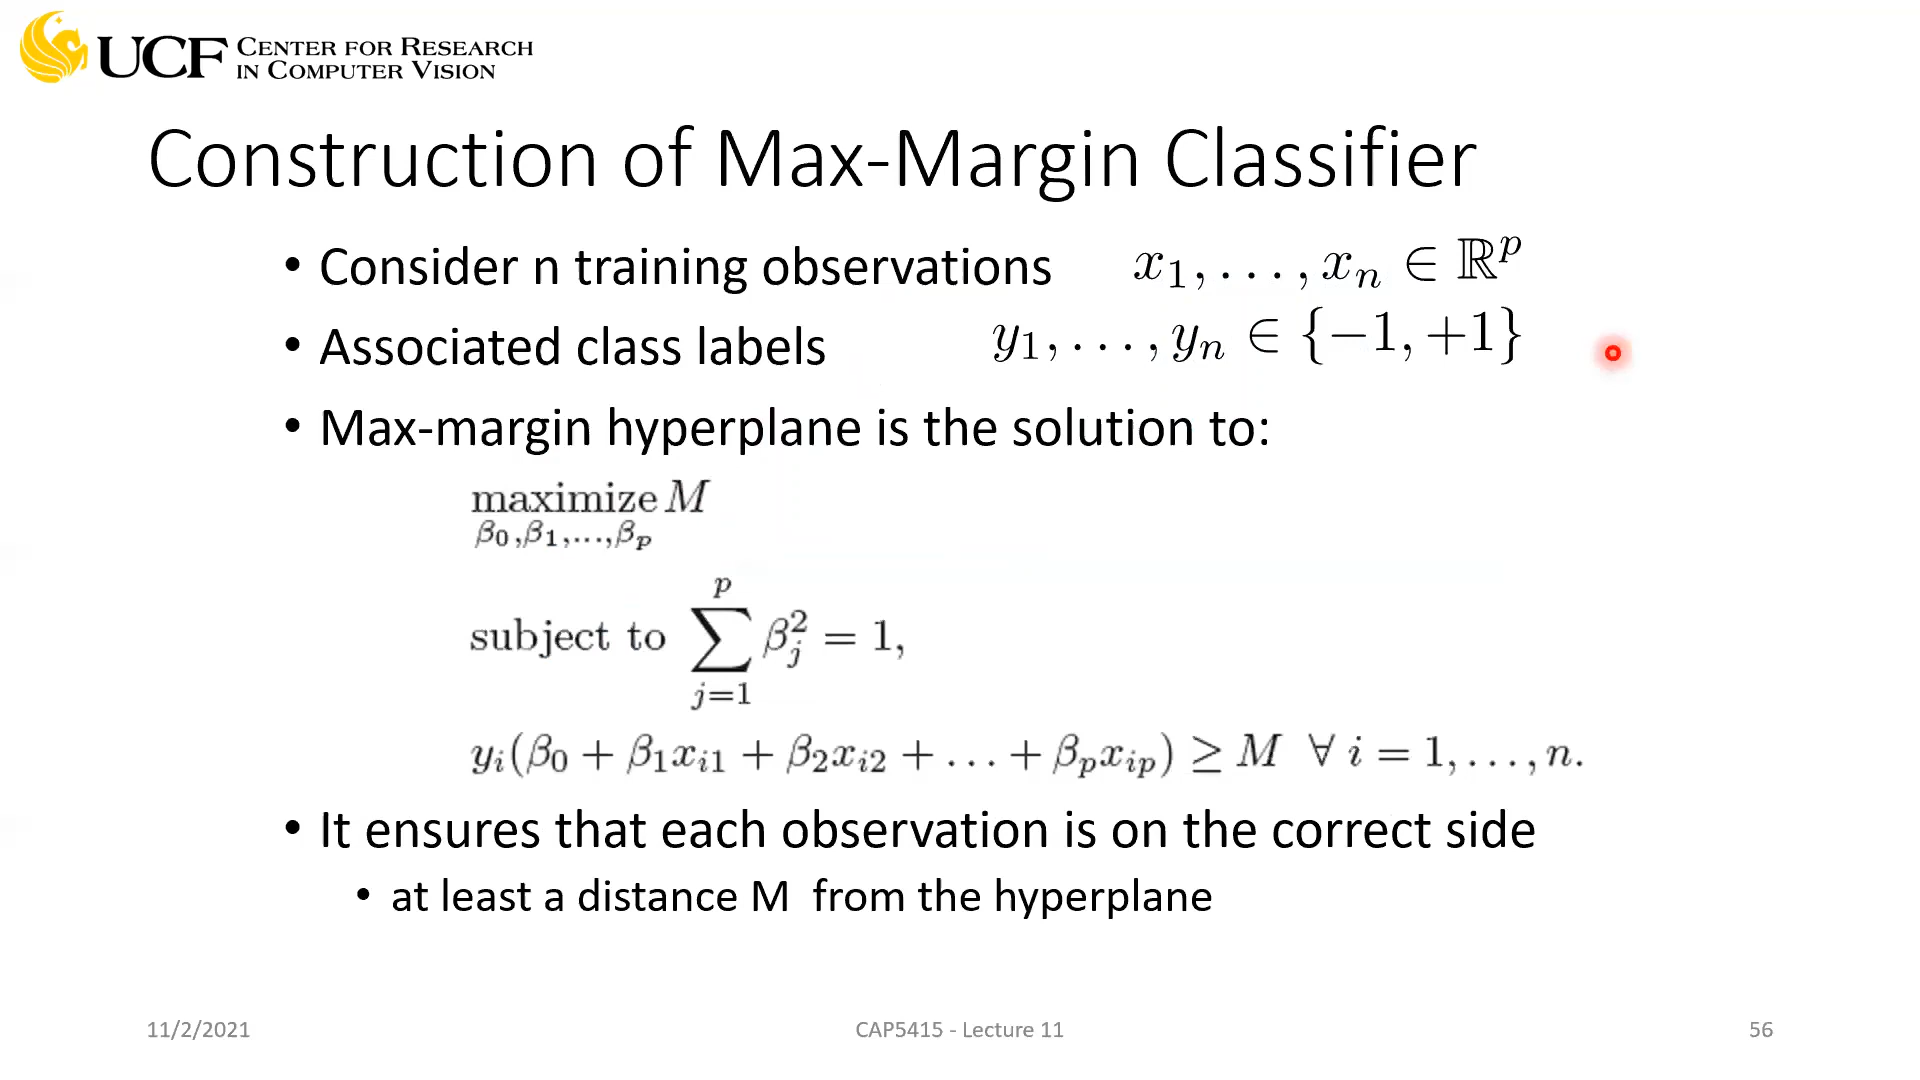 UCF CENTER FOR RESEARCH
IN COMPUTER VISION
Construction of Max-Margin Classifier
• Consider n training observations x₁, . . . , xₙ ∈ ℝᵖ
• Associated class labels y₁, . . . , yₙ ∈ {−1, +1}
• Max-margin hyperplane is the solution to:
maximize M
β₀,β₁,...,βₚ
subject to ∑ⱼ₌₁ᵖ βⱼ² = 1,
yᵢ(β₀ + β₁xᵢ₁ + β₂xᵢ₂ + . . . + βₚxᵢₚ) ≥ M ∀ i = 1, . . . , n.
• It ensures that each observation is on the correct side
• at least a distance M from the hyperplane
11/2/2021 CAP5415 - Lecture 11 56